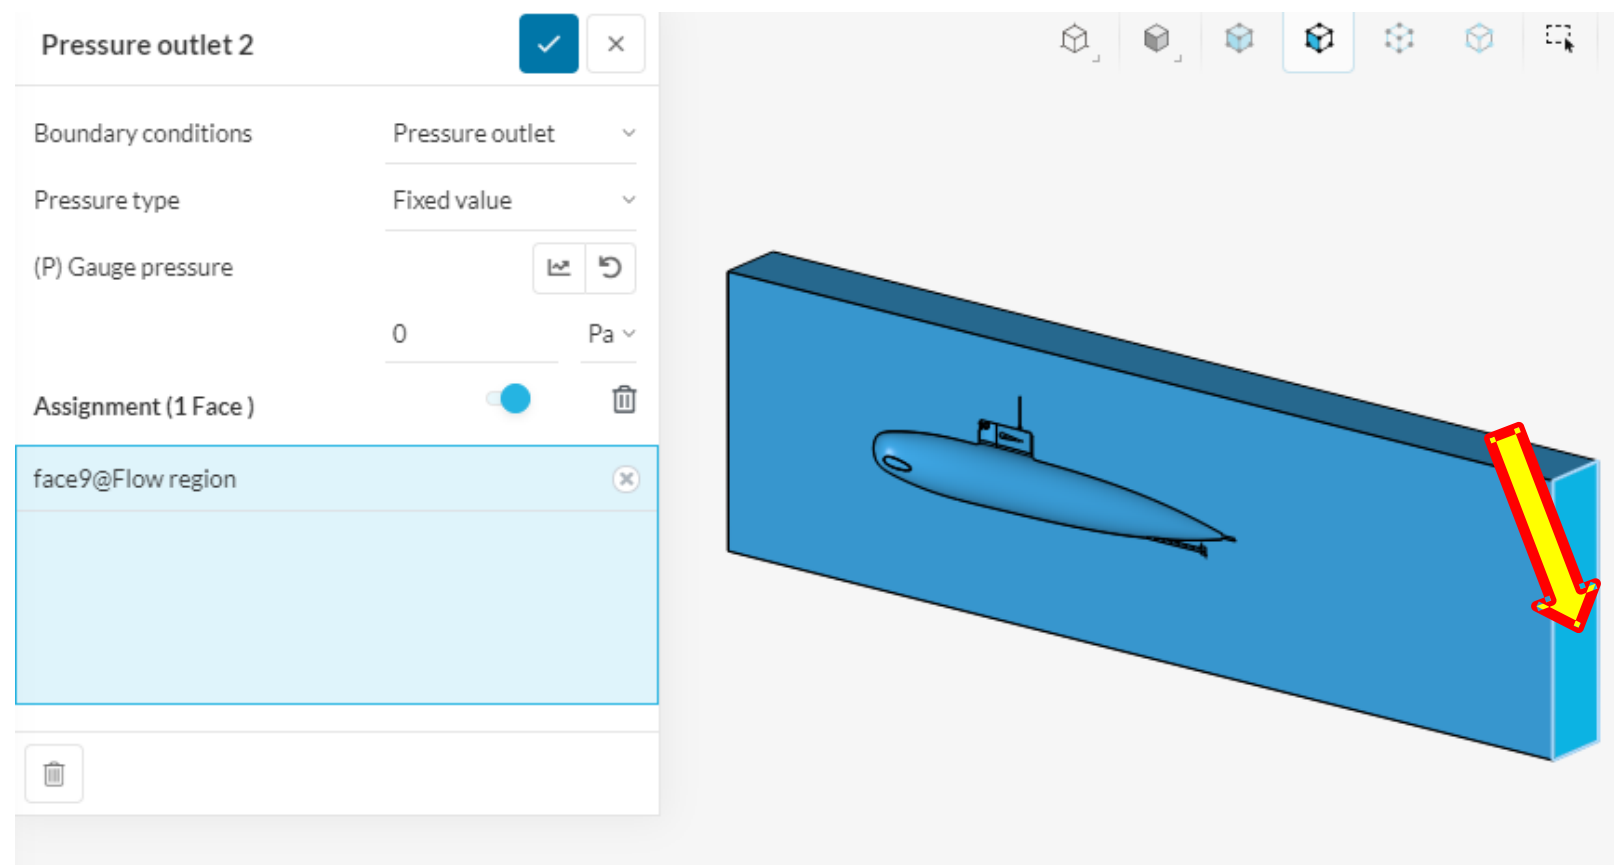 Pressure outlet 2
Boundary conditions Pressure outlet
Pressure type Fixed value
(P) Gauge pressure
0 Pa
Assignment (1 Face )
face9@Flow region